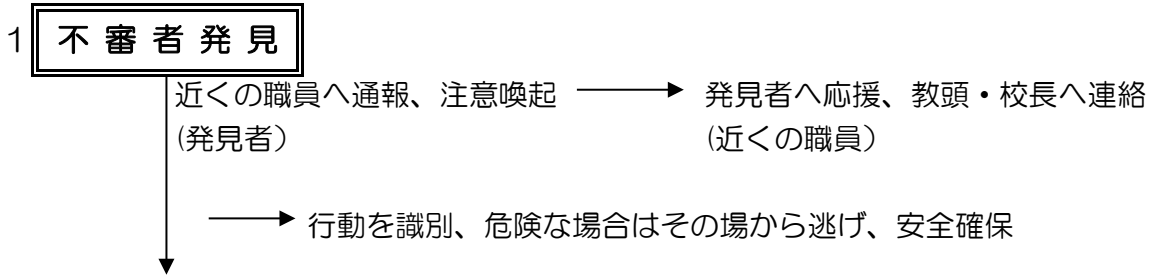 1 不審者発見
近くの職員へ通報、注意喚起 → 発見者へ応援、教頭・校長へ連絡
(発見者） (近くの職員）
→ 行動を識別、危険な場合はその場から逃げ、安全確保